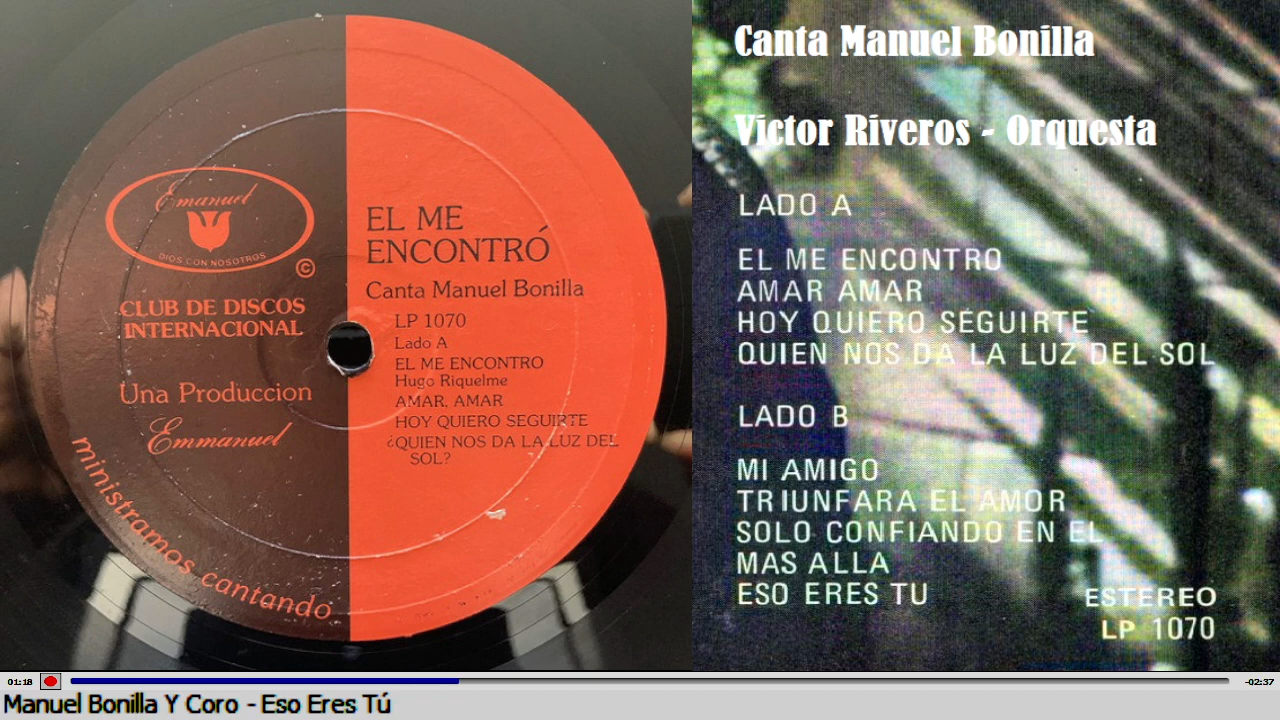 Emanuel
DIOS CON NOSOTROS
©
CLUB DE DISCOS
INTERNACIONAL
Una Produccion
Emmanuel
ministramos cantando
EL ME
ENCONTRÓ
Canta Manuel Bonilla
LP 1070
Lado A
EL ME ENCONTRO
Hugo Riquelme
AMAR, AMAR
HOY QUIERO SEGUIRTE
¿QUIEN NOS DA LA LUZ DEL
SOL?
Canta Manuel Bonilla
Victor Riveros - Orquesta
LADO A
EL ME ENCONTRO
AMAR AMAR
HOY QUIERO SEGUIRTE
QUIEN NOS DA LA LUZ DEL SOL
LADO B
MI AMIGO
TRIUNFARA EL AMOR
SOLO CONFIANDO EN EL
MAS ALLA
ESO ERES TU
ESTEREO
LP 1070
01:18
-02:37
Manuel Bonilla Y Coro - Eso Eres Tú